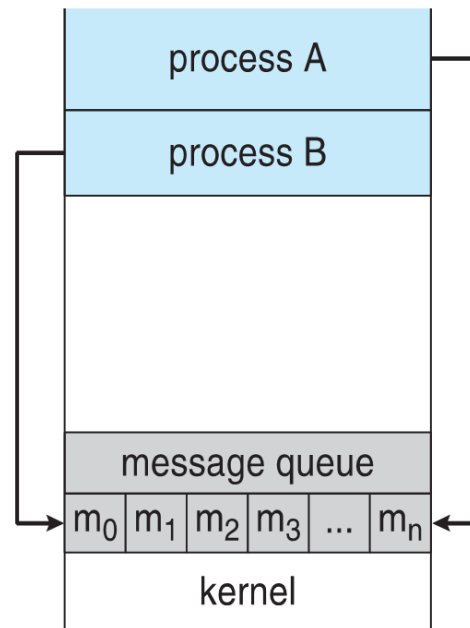 process A
process B
message queue
m₀ m₁ m₂ m₃ ... mₙ
kernel